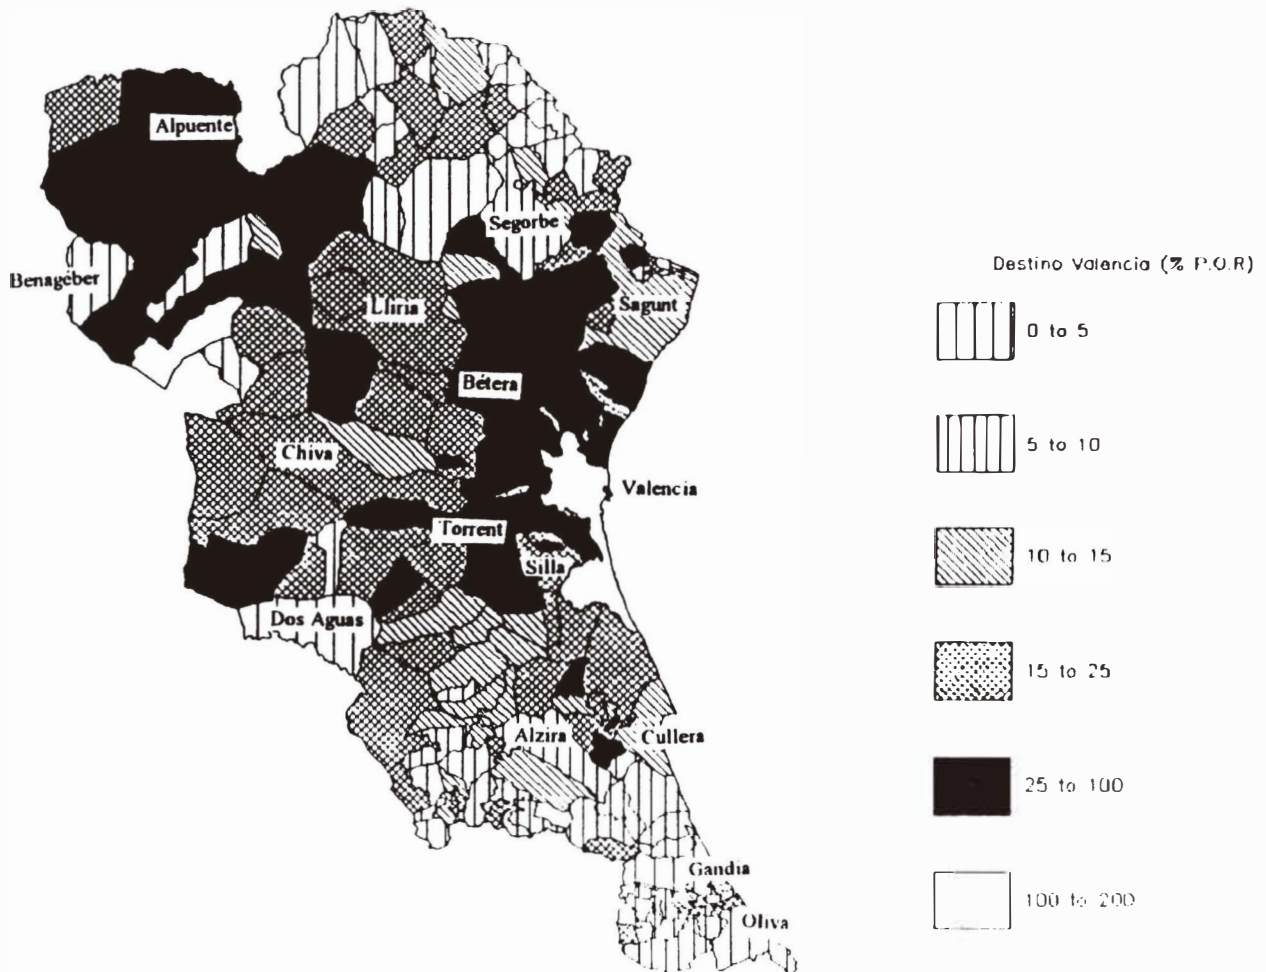 Alpuente
Segorbe
Benagéber
Llíria
Sagunt
Bétera
Chiva
Valencia
Torrent
Silla
Dos Aguas
Alzira
Cullera
Gandia
Oliva
Destino Valencia (% P.O.R)
0 to 5
5 to 10
10 to 15
15 to 25
25 to 100
100 to 200